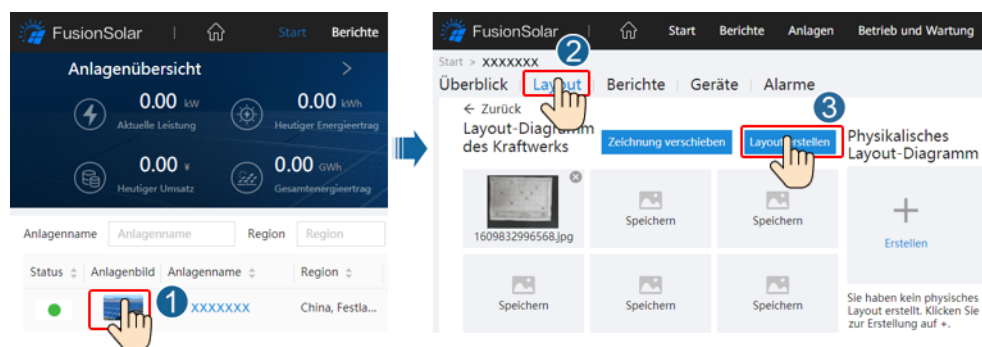 FusionSolar
Start
Berichte
Anlagenübersicht
0.00 kW
Aktuelle Leistung
0.00 kWh
Heutiger Energieertrag
0.00 ¥
Heutiger Umsatz
0.00 GWh
Gesamtenergieertrag
Anlagenname
Anlagenname
Region
Region
Status
Anlagenbild
Anlagenname
Region
1
XXXXXXX
China, Festla...
FusionSolar
Start
Berichte
Anlagen
Betrieb und Wartung
Start > XXXXXXX
2
Überblick
Layout
Berichte
Geräte
Alarme
← Zurück
Layout-Diagramm
des Kraftwerks
Zeichnung verschieben
Layout erstellen
3
Physikalisches
Layout-Diagramm
1609832996568.jpg
Speichern
Speichern
Erstellen
Speichern
Speichern
Speichern
Sie haben kein physisches
Layout erstellt. Klicken Sie
zur Erstellung auf +.